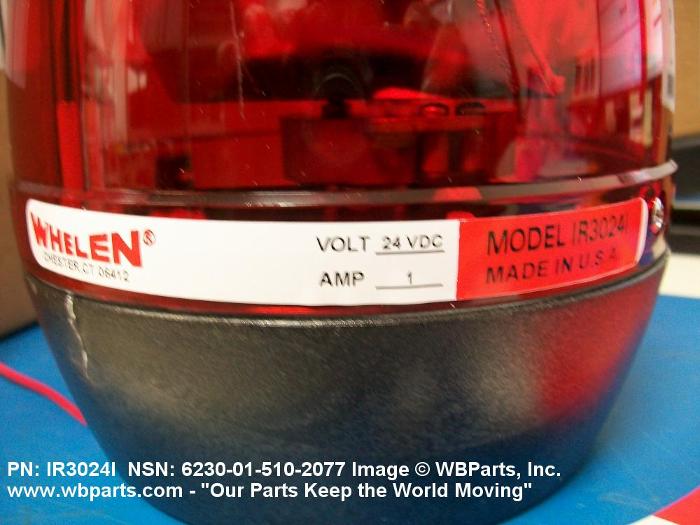 WHELEN®
CHESTER, CT 06412
VOLT 24 VDC
AMP 1
MODEL IR3024I
MADE IN U.S.A.
PN: IR3024I NSN: 6230-01-510-2077 Image © WBParts, Inc.
www.wbparts.com - "Our Parts Keep the World Moving"